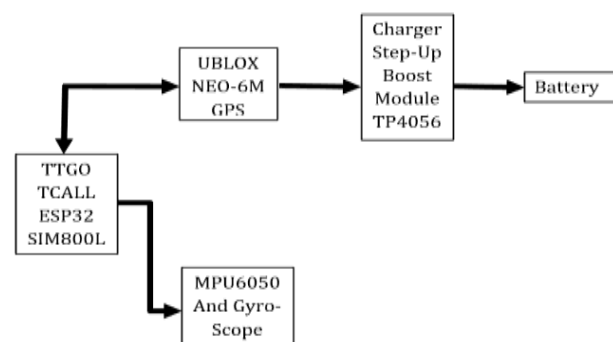 UBLOX
NEO-6M
GPS
Charger
Step-Up
Boost
Module
TP4056
Battery
TTGO
TCALL
ESP32
SIM800L
MPU6050
And Gyro-
Scope